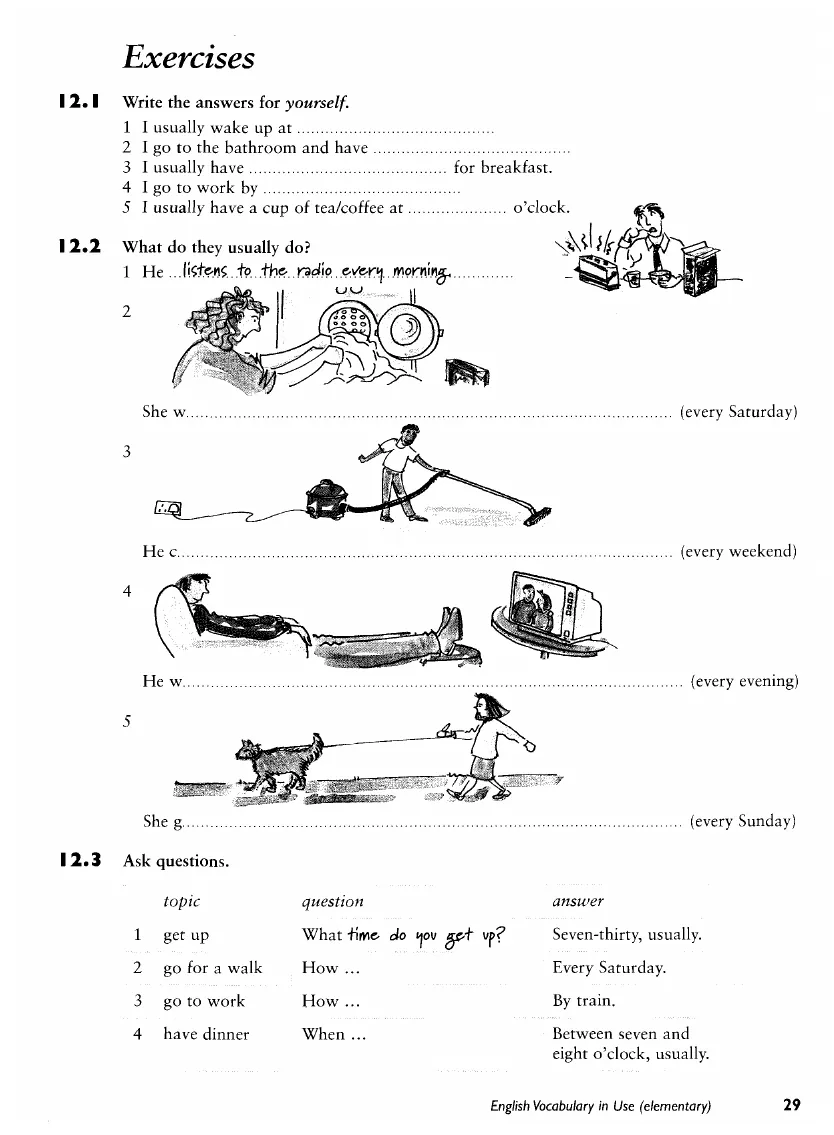 Exercises
12.1 Write the answers for yourself.
1 I usually wake up at ..........................................
2 I go to the bathroom and have ..........................................
3 I usually have .......................................... for breakfast.
4 I go to work by ..........................................
5 I usually have a cup of tea/coffee at ..................... o'clock.
12.2 What do they usually do?
1 He ...listens to the radio every morning..............
2
She w...................................................................................................... (every Saturday)
3
He c........................................................................................................ (every weekend)
4
He w......................................................................................................... (every evening)
5
She g......................................................................................................... (every Sunday)
12.3 Ask questions.
topic question answer
1 get up What time do you get up? Seven-thirty, usually.
2 go for a walk How ... Every Saturday.
3 go to work How ... By train.
4 have dinner When ... Between seven and
eight o'clock, usually.
English Vocabulary in Use (elementary) 29